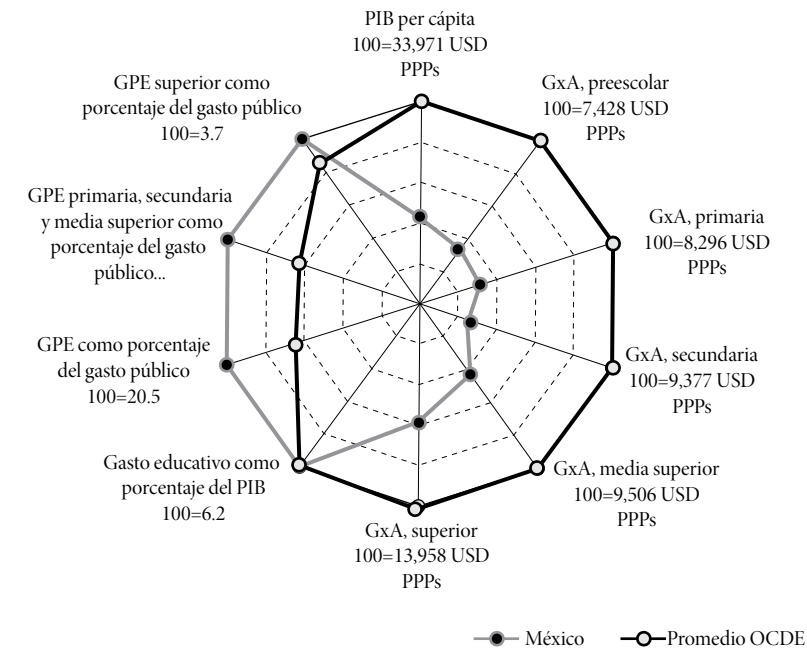 PIB per cápita
100=33,971 USD
PPPs
GxA, preescolar
100=7,428 USD
PPPs
GxA, primaria
100=8,296 USD
PPPs
GxA, secundaria
100=9,377 USD
PPPs
GxA, media superior
100=9,506 USD
PPPs
GxA, superior
100=13,958 USD
PPPs
Gasto educativo como
porcentaje del PIB
100=6.2
GPE como porcentaje
del gasto público
100=20.5
GPE primaria, secundaria
y media superior como
porcentaje del gasto
público...
GPE superior como
porcentaje del gasto público
100=3.7
México
Promedio OCDE